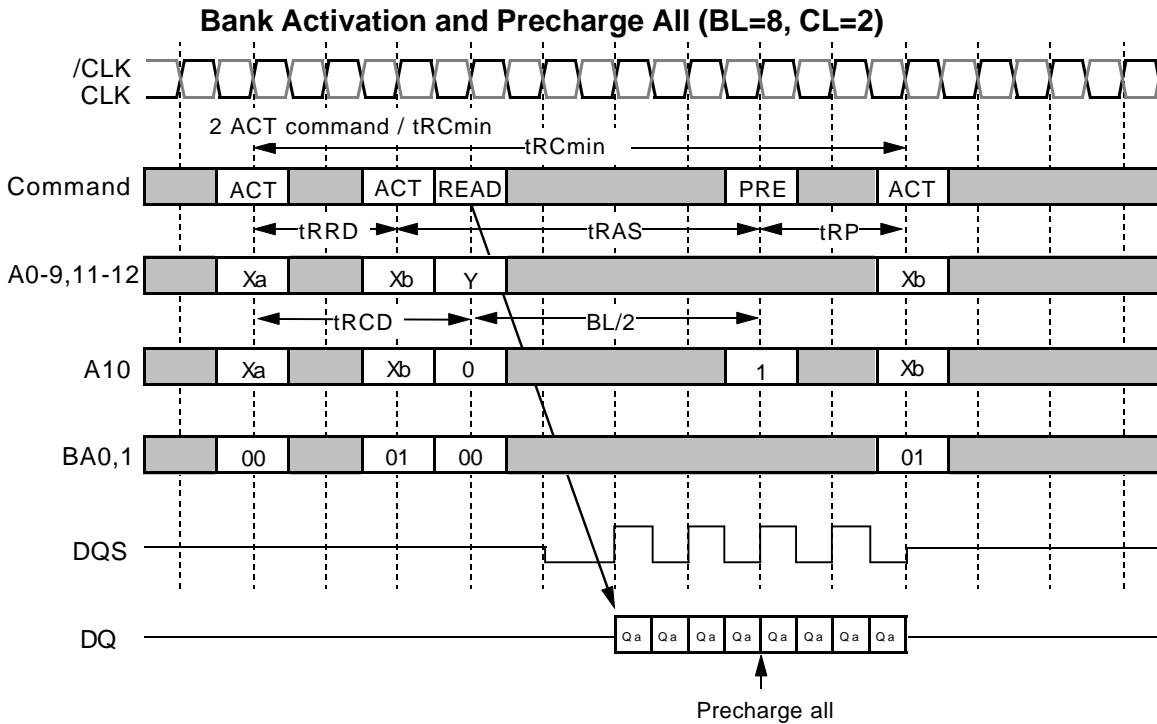 Bank Activation and Precharge All (BL=8, CL=2)
/CLK
CLK
2 ACT command / tRCmin
tRCmin
Command ACT ACT READ PRE ACT
tRRD tRAS tRP
A0-9,11-12 Xa Xb Y Xb
tRCD BL/2
A10 Xa Xb 0 1 Xb
BA0,1 00 01 00 01
DQS
DQ Qa Qa Qa Qa Qa Qa Qa Qa
Precharge all